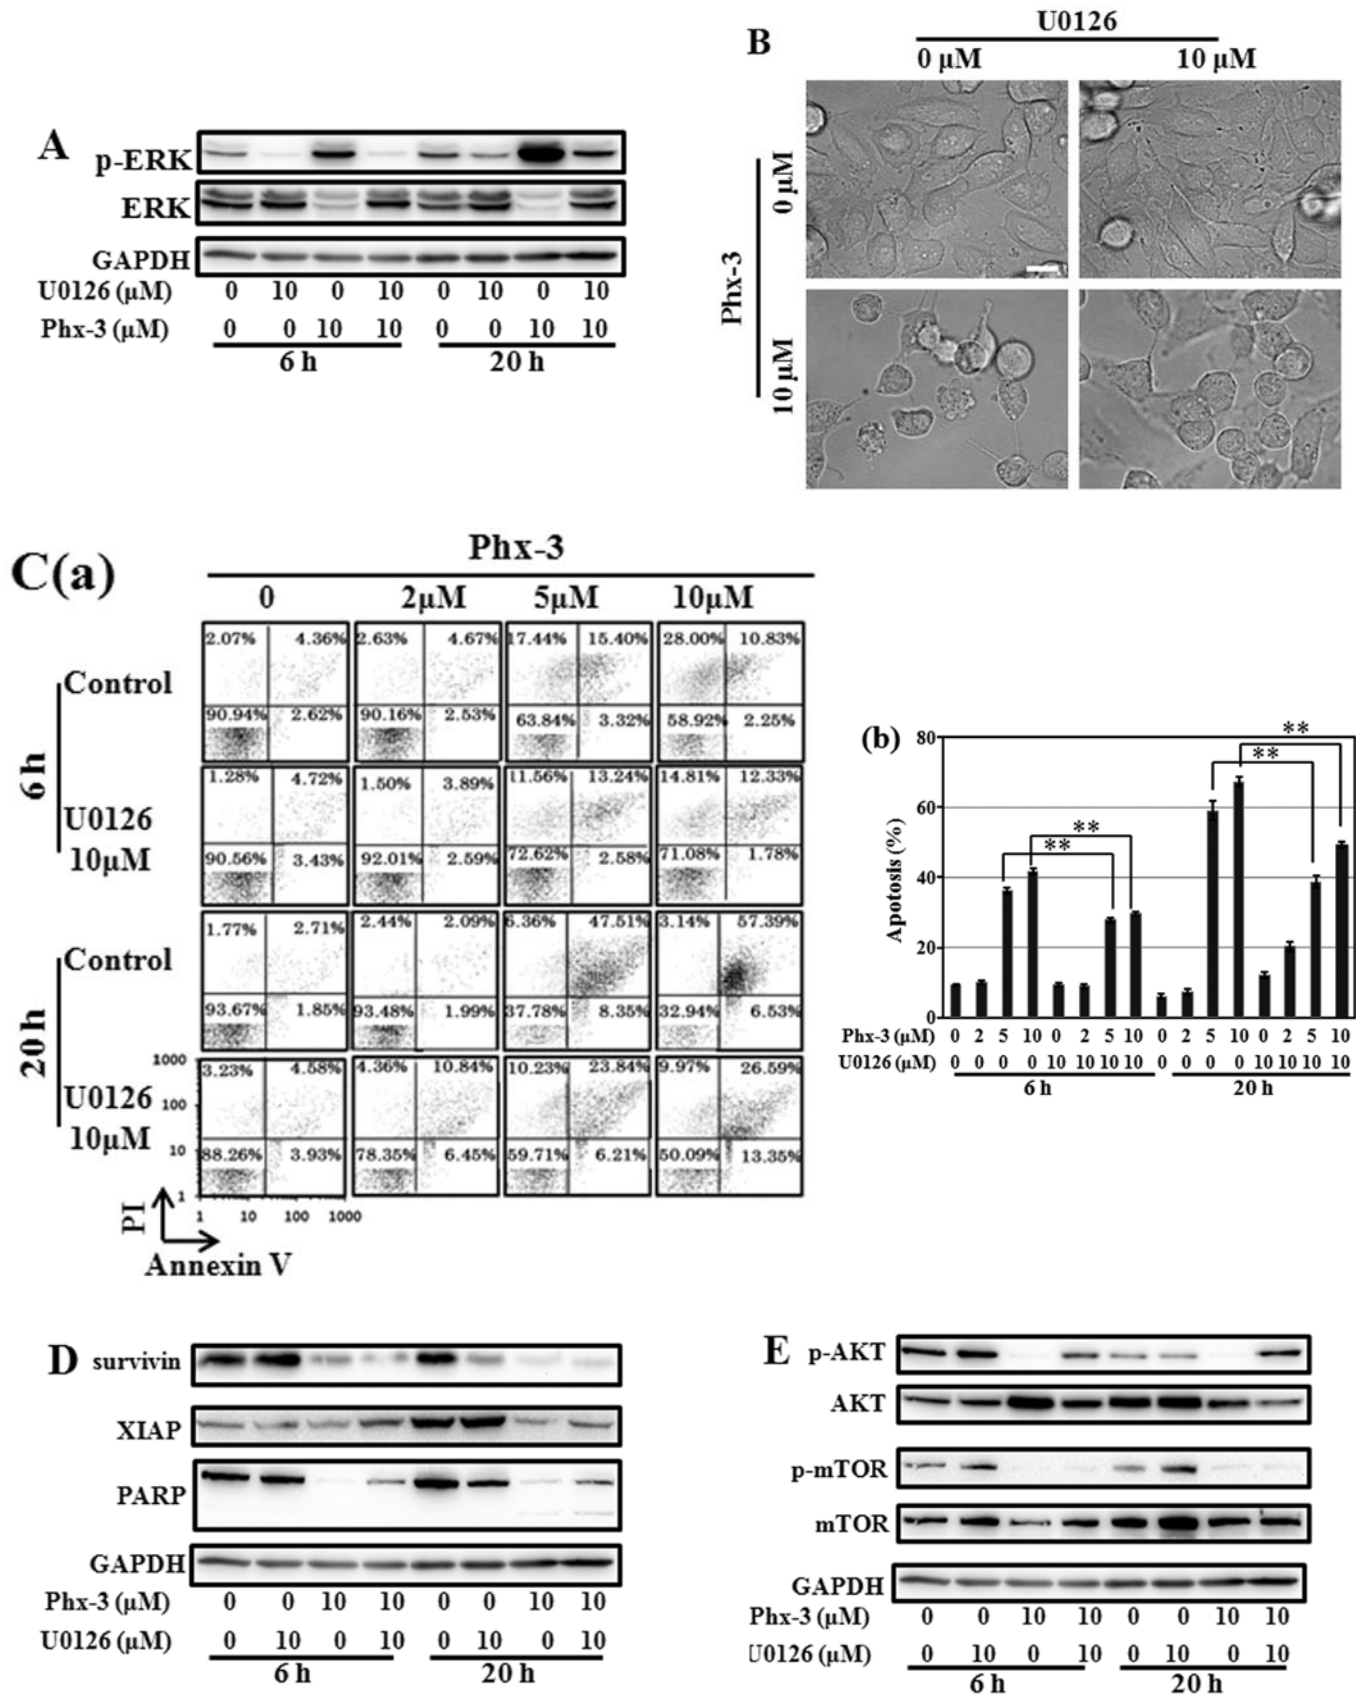 A
p-ERK
ERK
GAPDH
U0126 (μM) 0 10 0 10 0 10 0 10
Phx-3 (μM) 0 0 10 10 0 0 10 10
6 h 20 h
B
U0126
0 μM 10 μM
Phx-3
0 μM
10 μM
C(a)
Phx-3
0 2μM 5μM 10μM
6 h
Control
2.07% 4.36% 2.63% 4.67% 17.44% 15.40% 28.00% 10.83%
90.94% 2.62% 90.16% 2.53% 63.84% 3.32% 58.92% 2.25%
U0126
10μM
1.28% 4.72% 1.50% 3.89% 11.56% 13.24% 14.81% 12.33%
90.56% 3.43% 92.01% 2.59% 72.62% 2.58% 71.08% 1.78%
20 h
Control
1.77% 2.71% 2.44% 2.09% 6.36% 47.51% 3.14% 57.39%
93.67% 1.85% 93.48% 1.99% 37.78% 8.35% 32.94% 6.53%
U0126
10μM
3.23% 4.58% 4.36% 10.84% 10.23% 23.84% 9.97% 26.59%
88.26% 3.93% 78.35% 6.45% 59.71% 6.21% 50.09% 13.35%
1000
100
10
1
1 10 100 1000
PI
Annexin V
(b)
Apotosis (%)
80
60
40
20
0
** ** ** **
Phx-3 (μM) 0 2 5 10 0 2 5 10 0 2 5 10 0 2 5 10
U0126 (μM) 0 0 0 0 10 10 10 10 0 0 0 0 10 10 10 10
6 h 20 h
D
survivin
XIAP
PARP
GAPDH
Phx-3 (μM) 0 0 10 10 0 0 10 10
U0126 (μM) 0 10 0 10 0 10 0 10
6 h 20 h
E
p-AKT
AKT
p-mTOR
mTOR
GAPDH
Phx-3 (μM) 0 0 10 10 0 0 10 10
U0126 (μM) 0 10 0 10 0 10 0 10
6 h 20 h